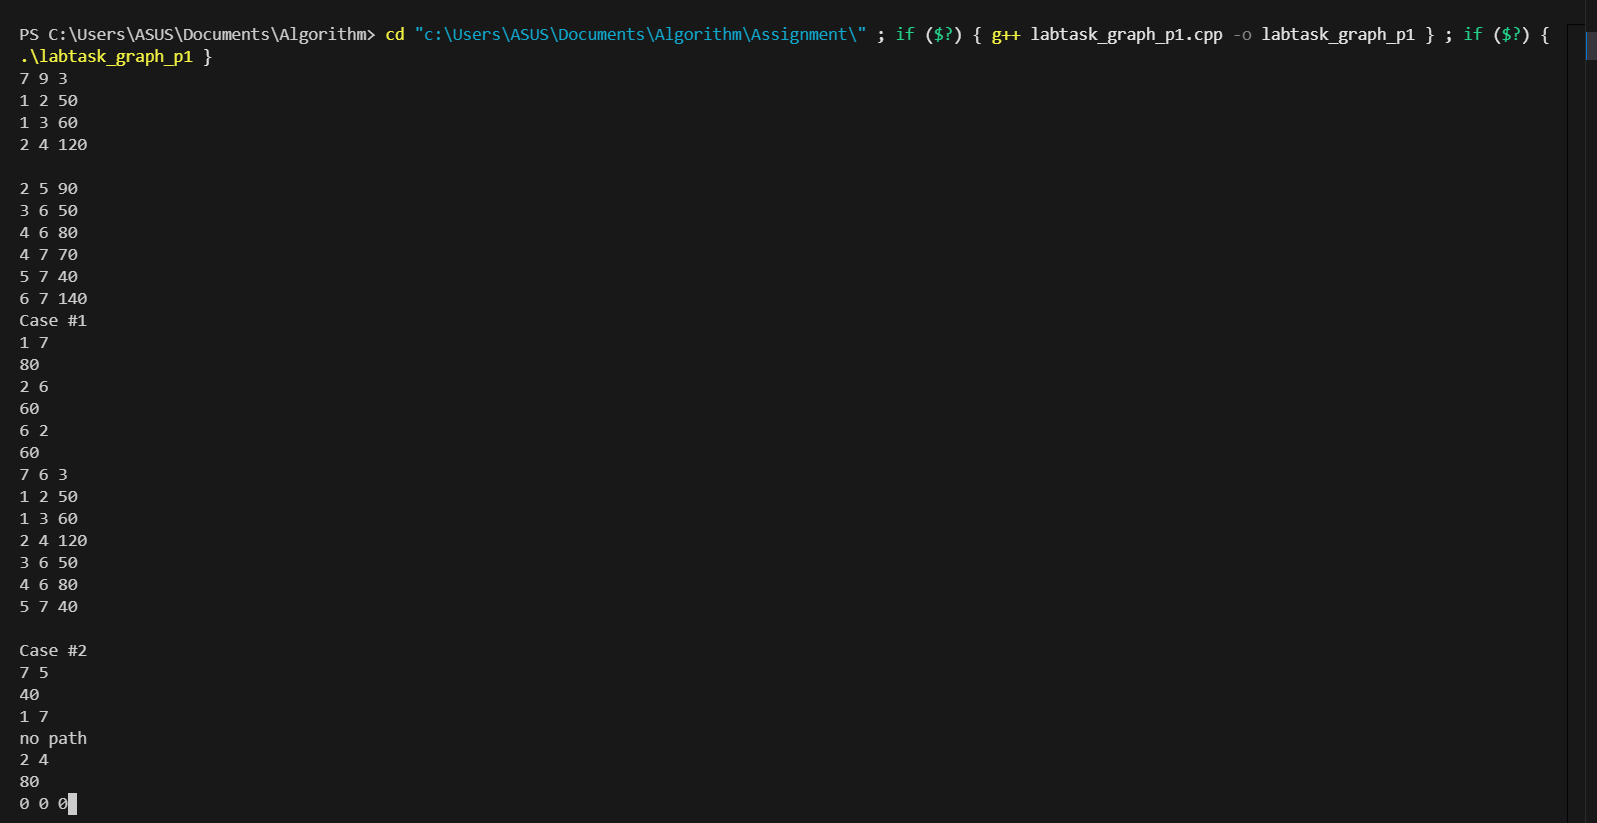 PS C:\Users\ASUS\Documents\Algorithm> cd "c:\Users\ASUS\Documents\Algorithm\Assignment\" ; if ($?) { g++ labtask_graph_p1.cpp -o labtask_graph_p1 } ; if ($?) {
.\labtask_graph_p1 }
7 9 3
1 2 50
1 3 60
2 4 120
2 5 90
3 6 50
4 6 80
4 7 70
5 7 40
6 7 140
Case #1
1 7
80
2 6
60
6 2
60
7 6 3
1 2 50
1 3 60
2 4 120
3 6 50
4 6 80
5 7 40
Case #2
7 5
40
1 7
no path
2 4
80
0 0 0